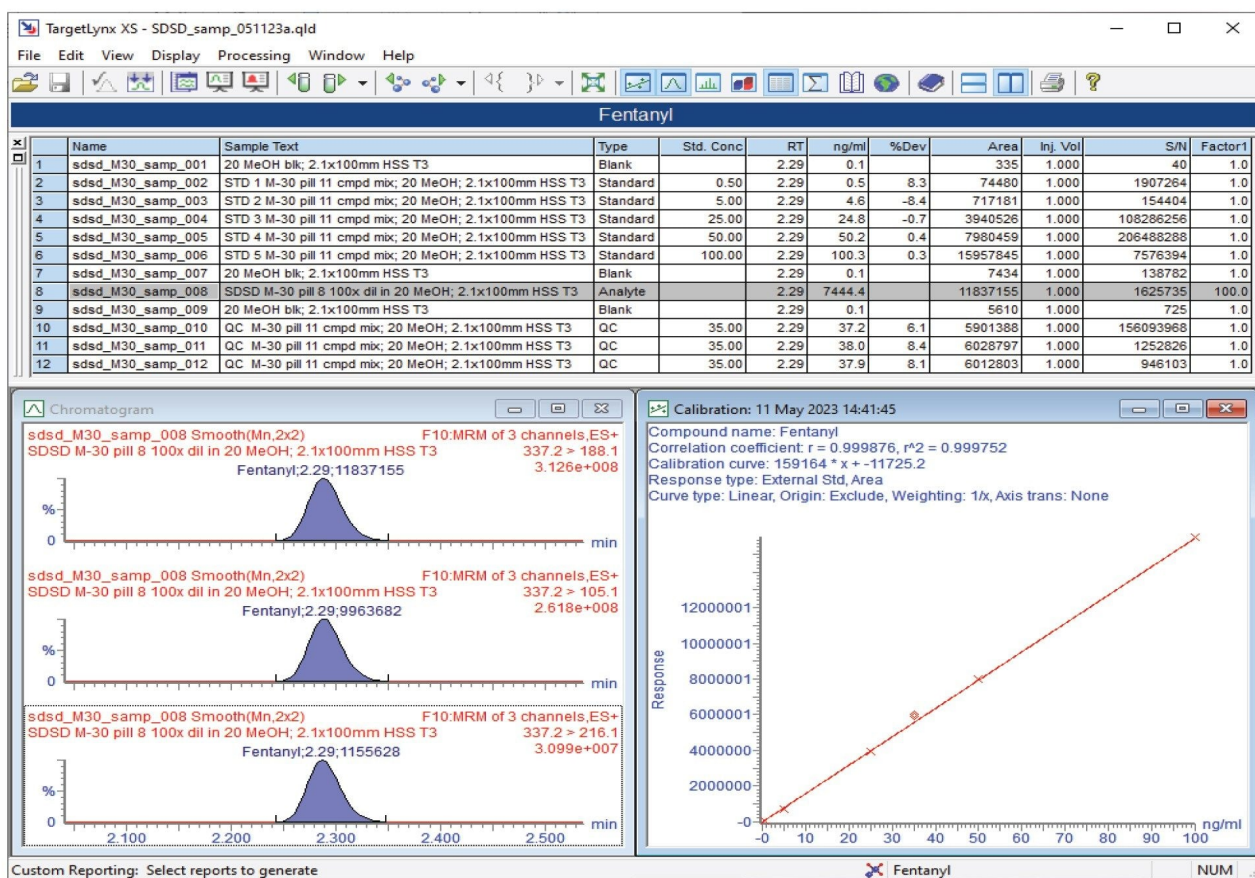 TargetLynx XS - SDSD_samp_051123a.qld
File Edit View Display Processing Window Help
Fentanyl
Name Sample Text Type Std. Conc RT ng/ml %Dev Area Inj. Vol S/N Factor1
1 sdsd_M30_samp_001 20 MeOH blk; 2.1x100mm HSS T3 Blank 2.29 0.1 335 1.000 40 1.0
2 sdsd_M30_samp_002 STD 1 M-30 pill 11 cmpd mix; 20 MeOH; 2.1x100mm HSS T3 Standard 0.50 2.29 0.5 8.3 74480 1.000 1907264 1.0
3 sdsd_M30_samp_003 STD 2 M-30 pill 11 cmpd mix; 20 MeOH; 2.1x100mm HSS T3 Standard 5.00 2.29 4.6 -8.4 717181 1.000 154404 1.0
4 sdsd_M30_samp_004 STD 3 M-30 pill 11 cmpd mix; 20 MeOH; 2.1x100mm HSS T3 Standard 25.00 2.29 24.8 -0.7 3940526 1.000 108286256 1.0
5 sdsd_M30_samp_005 STD 4 M-30 pill 11 cmpd mix; 20 MeOH; 2.1x100mm HSS T3 Standard 50.00 2.29 50.2 0.4 7980459 1.000 206488288 1.0
6 sdsd_M30_samp_006 STD 5 M-30 pill 11 cmpd mix; 20 MeOH; 2.1x100mm HSS T3 Standard 100.00 2.29 100.3 0.3 15957845 1.000 7576394 1.0
7 sdsd_M30_samp_007 20 MeOH blk; 2.1x100mm HSS T3 Blank 2.29 0.1 7434 1.000 138782 1.0
8 sdsd_M30_samp_008 SDSD M-30 pill 8 100x dil in 20 MeOH; 2.1x100mm HSS T3 Analyte 2.29 7444.4 11837155 1.000 1625735 100.0
9 sdsd_M30_samp_009 20 MeOH blk; 2.1x100mm HSS T3 Blank 2.29 0.1 5610 1.000 725 1.0
10 sdsd_M30_samp_010 QC M-30 pill 11 cmpd mix; 20 MeOH; 2.1x100mm HSS T3 QC 35.00 2.29 37.2 6.1 5901388 1.000 156093968 1.0
11 sdsd_M30_samp_011 QC M-30 pill 11 cmpd mix; 20 MeOH; 2.1x100mm HSS T3 QC 35.00 2.29 38.0 8.4 6028797 1.000 1252826 1.0
12 sdsd_M30_samp_012 QC M-30 pill 11 cmpd mix; 20 MeOH; 2.1x100mm HSS T3 QC 35.00 2.29 37.9 8.1 6012803 1.000 946103 1.0
Chromatogram
sdsd_M30_samp_008 Smooth(Mn,2x2) F10:MRM of 3 channels,ES+
SDSD M-30 pill 8 100x dil in 20 MeOH; 2.1x100mm HSS T3 337.2 > 188.1
Fentanyl;2.29;11837155 3.126e+008
%
0 min
sdsd_M30_samp_008 Smooth(Mn,2x2) F10:MRM of 3 channels,ES+
SDSD M-30 pill 8 100x dil in 20 MeOH; 2.1x100mm HSS T3 337.2 > 105.1
Fentanyl;2.29;9963682 2.618e+008
%
0 min
sdsd_M30_samp_008 Smooth(Mn,2x2) F10:MRM of 3 channels,ES+
SDSD M-30 pill 8 100x dil in 20 MeOH; 2.1x100mm HSS T3 337.2 > 216.1
Fentanyl;2.29;1155628 3.099e+007
%
0 min
2.100 2.200 2.300 2.400 2.500
Calibration: 11 May 2023 14:41:45
Compound name: Fentanyl
Correlation coefficient: r = 0.999876, r^2 = 0.999752
Calibration curve: 159164 * x + -11725.2
Response type: External Std, Area
Curve type: Linear, Origin: Exclude, Weighting: 1/x, Axis trans: None
Response
12000001
10000001
8000001
6000001
4000000
2000000
-0
ng/ml
-0 10 20 30 40 50 60 70 80 90 100
Custom Reporting: Select reports to generate Fentanyl NUM